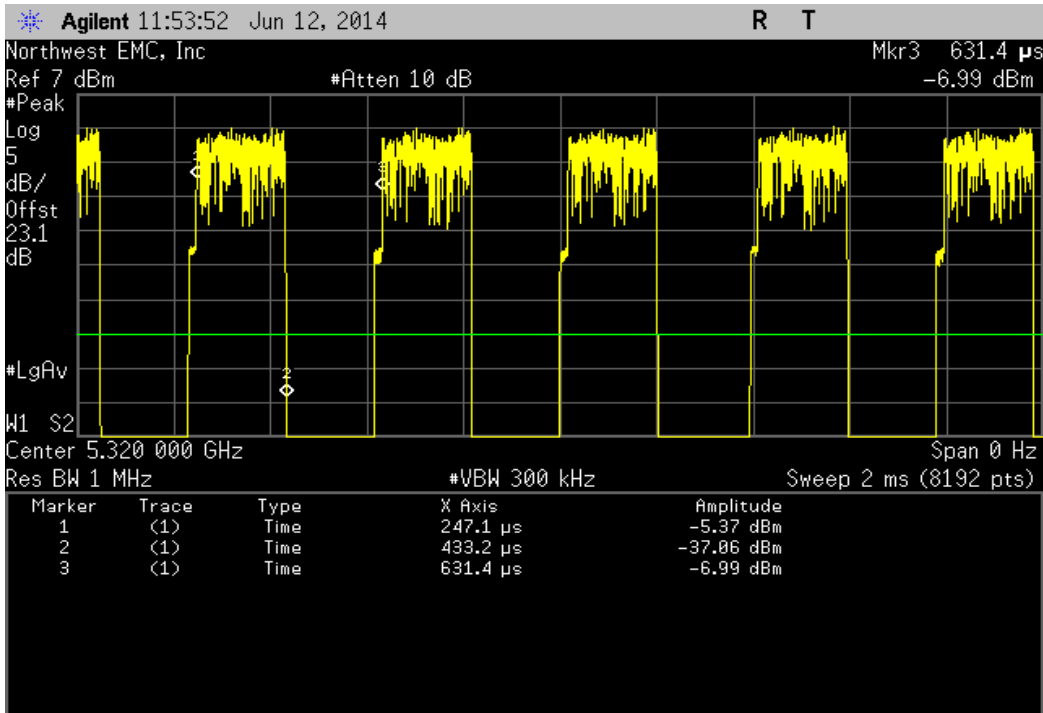 Agilent 11:53:52 Jun 12, 2014 R T
Northwest EMC, Inc Mkr3 631.4 µs
Ref 7 dBm #Atten 10 dB -6.99 dBm
#Peak
Log
5
dB/
Offst
23.1
dB
3
2
#LgAv
W1 S2
Center 5.320 000 GHz Span 0 Hz
Res BW 1 MHz #VBW 300 kHz Sweep 2 ms (8192 pts)
Marker Trace Type X Axis Amplitude
1 (1) Time 247.1 µs -5.37 dBm
2 (1) Time 433.2 µs -37.06 dBm
3 (1) Time 631.4 µs -6.99 dBm